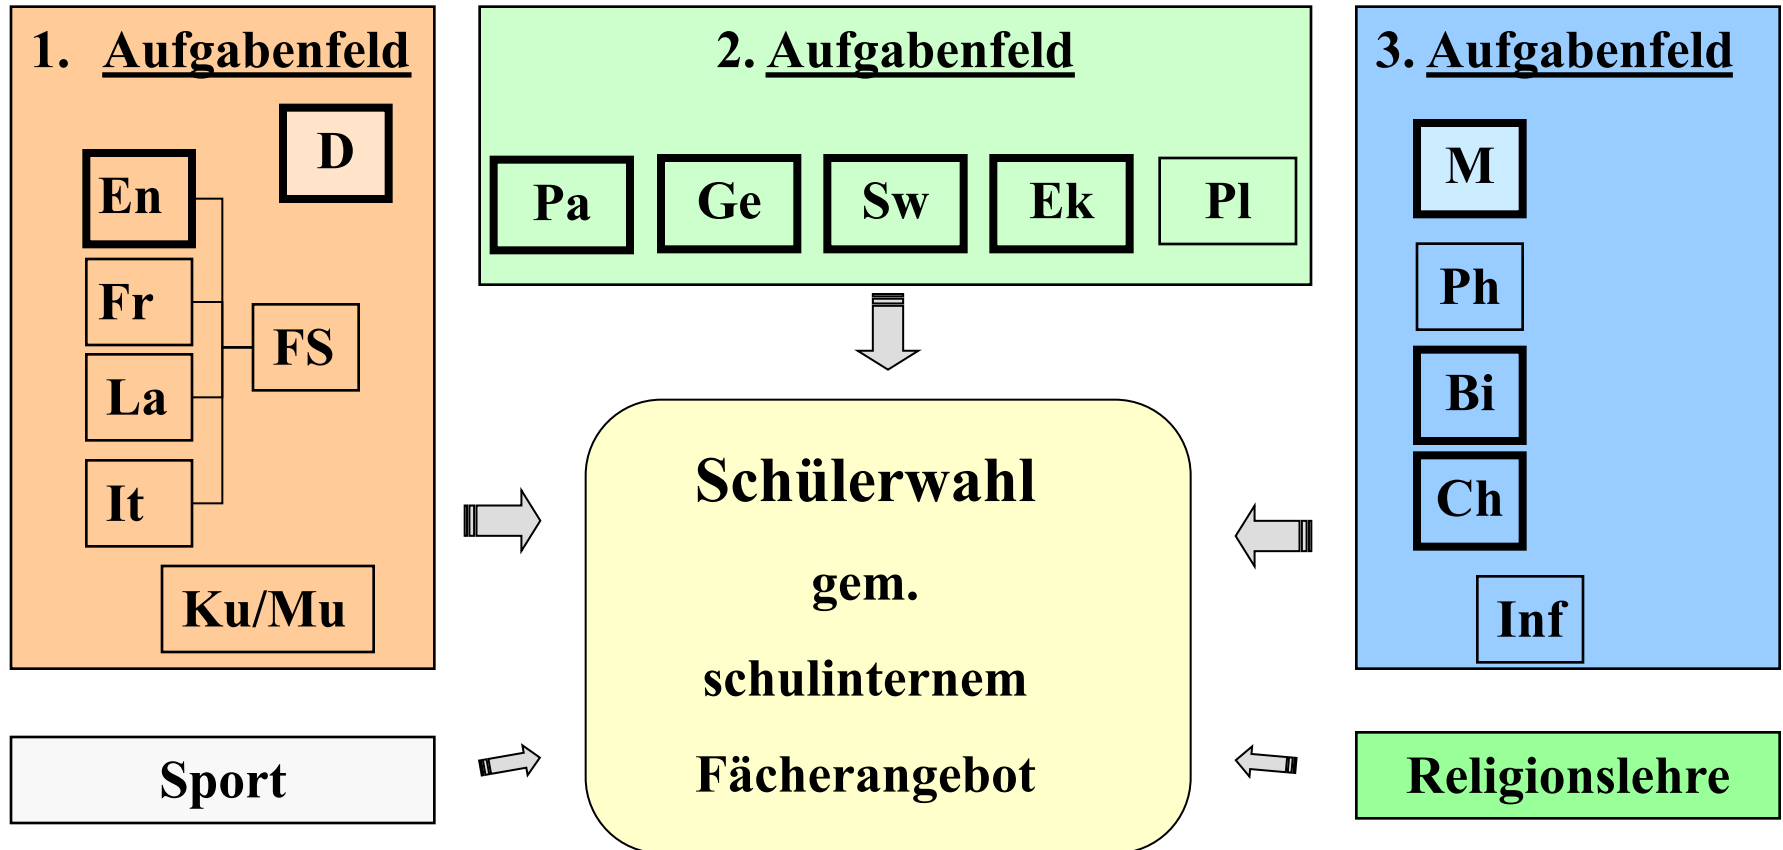 1. Aufgabenfeld
D
En
Fr
FS
La
It
Ku/Mu
2. Aufgabenfeld
Pa Ge Sw Ek Pl
3. Aufgabenfeld
M
Ph
Bi
Ch
Inf
Schülerwahl
gem.
schulinternem
Fächerangebot
Sport
Religionslehre